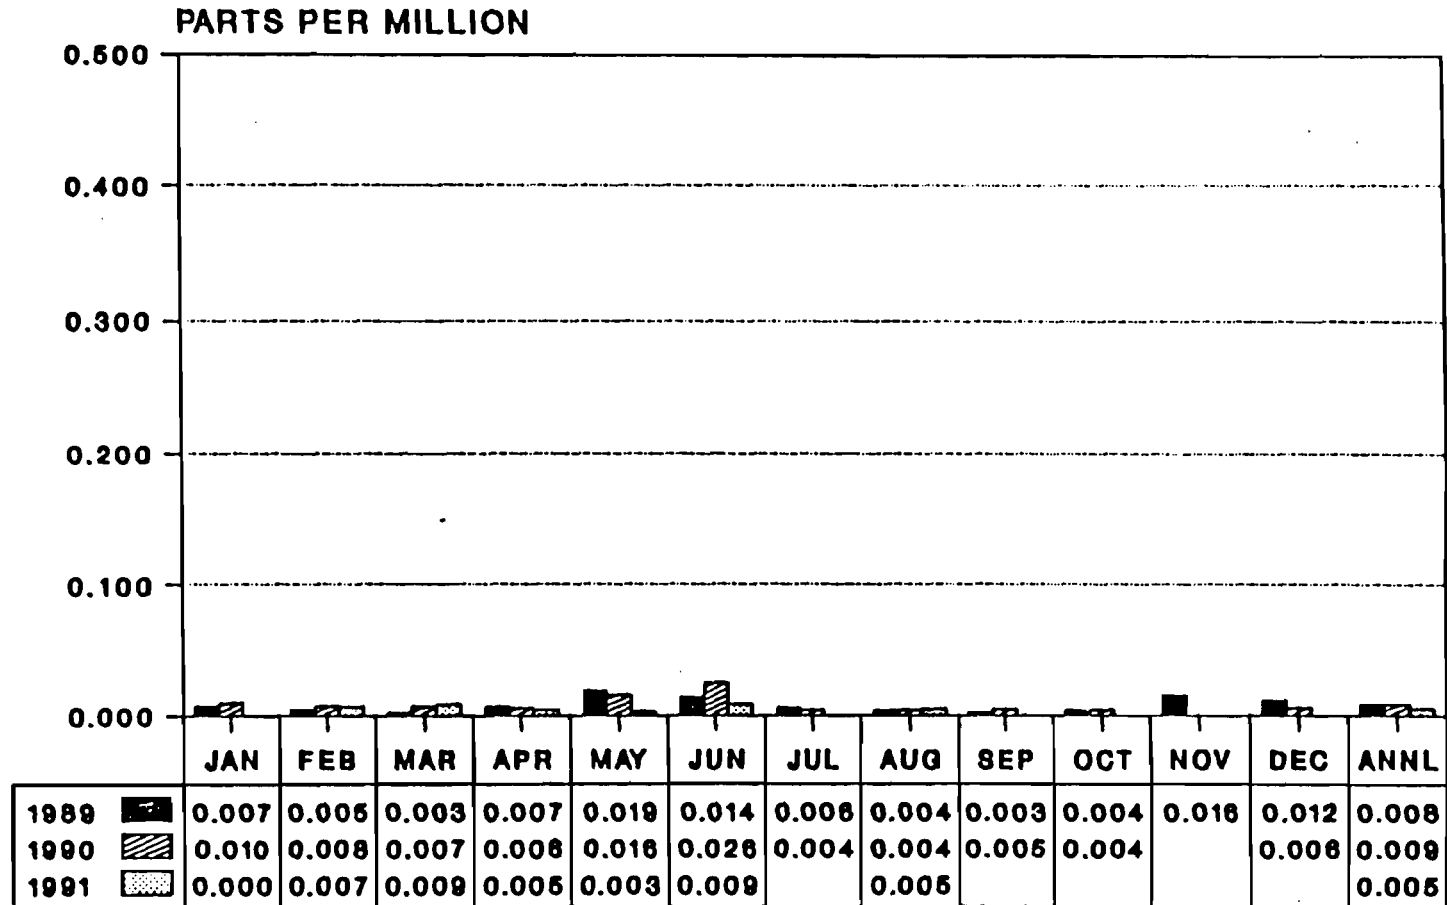 PARTS PER MILLION
0.500
0.400
0.300
0.200
0.100
0.000
JAN FEB MAR APR MAY JUN JUL AUG SEP OCT NOV DEC ANNL
1989 0.007 0.005 0.003 0.007 0.019 0.014 0.006 0.004 0.003 0.004 0.016 0.012 0.008
1990 0.010 0.008 0.007 0.006 0.016 0.026 0.004 0.004 0.005 0.004 0.006 0.009
1991 0.000 0.007 0.009 0.005 0.003 0.009 0.005 0.005